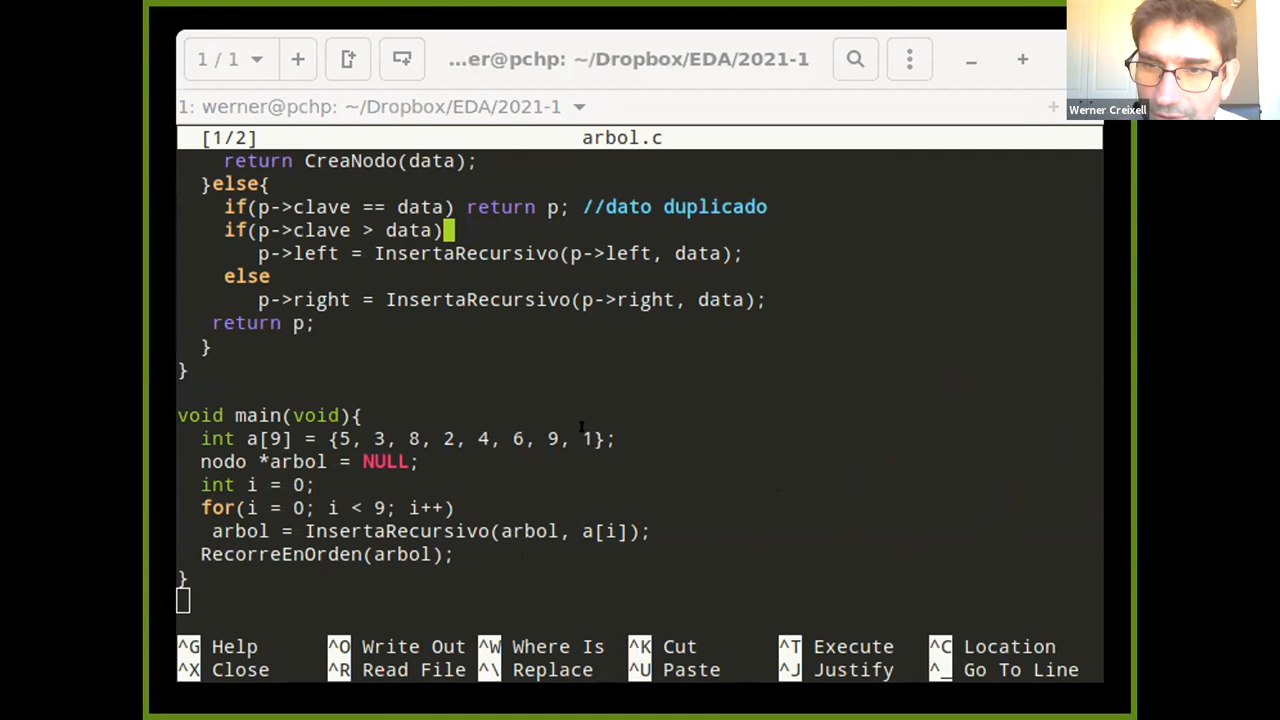 1 / 1
...er@pchp: ~/Dropbox/EDA/2021-1
Werner Creixell
1: werner@pchp: ~/Dropbox/EDA/2021-1
[1/2] arbol.c
return CreaNodo(data);
}else{
if(p->clave == data) return p; //dato duplicado
if(p->clave > data)
p->left = InsertaRecursivo(p->left, data);
else
p->right = InsertaRecursivo(p->right, data);
return p;
}
}
void main(void){
int a[9] = {5, 3, 8, 2, 4, 6, 9, 1};
nodo *arbol = NULL;
int i = 0;
for(i = 0; i < 9; i++)
arbol = InsertaRecursivo(arbol, a[i]);
RecorreEnOrden(arbol);
}
^G Help ^O Write Out ^W Where Is ^K Cut ^T Execute ^C Location
^X Close ^R Read File ^\ Replace ^U Paste ^J Justify ^_ Go To Line